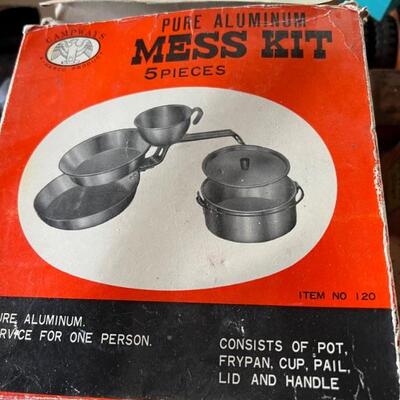 CAMPWAYS
PURE ALUMINUM
MESS KIT
5 PIECES
ITEM NO 120
URE ALUMINUM.
RVICE FOR ONE PERSON.
CONSISTS OF POT,
FRYPAN, CUP, PAIL,
LID AND HANDLE